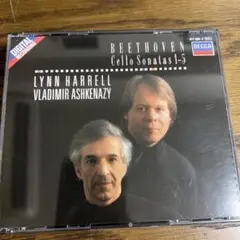 BEETHOVEN
Cello Sonatas 1-5
LYNN HARRELL
VLADIMIR ASHKENAZY
DIGITAL
DECCA